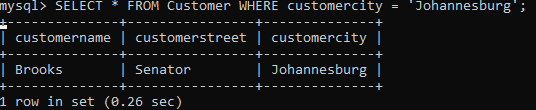 mysql> SELECT * FROM Customer WHERE customercity = 'Johannesburg';
+--------------+----------------+--------------+
| customername | customerstreet | customercity |
+--------------+----------------+--------------+
| Brooks       | Senator        | Johannesburg |
+--------------+----------------+--------------+
1 row in set (0.26 sec)